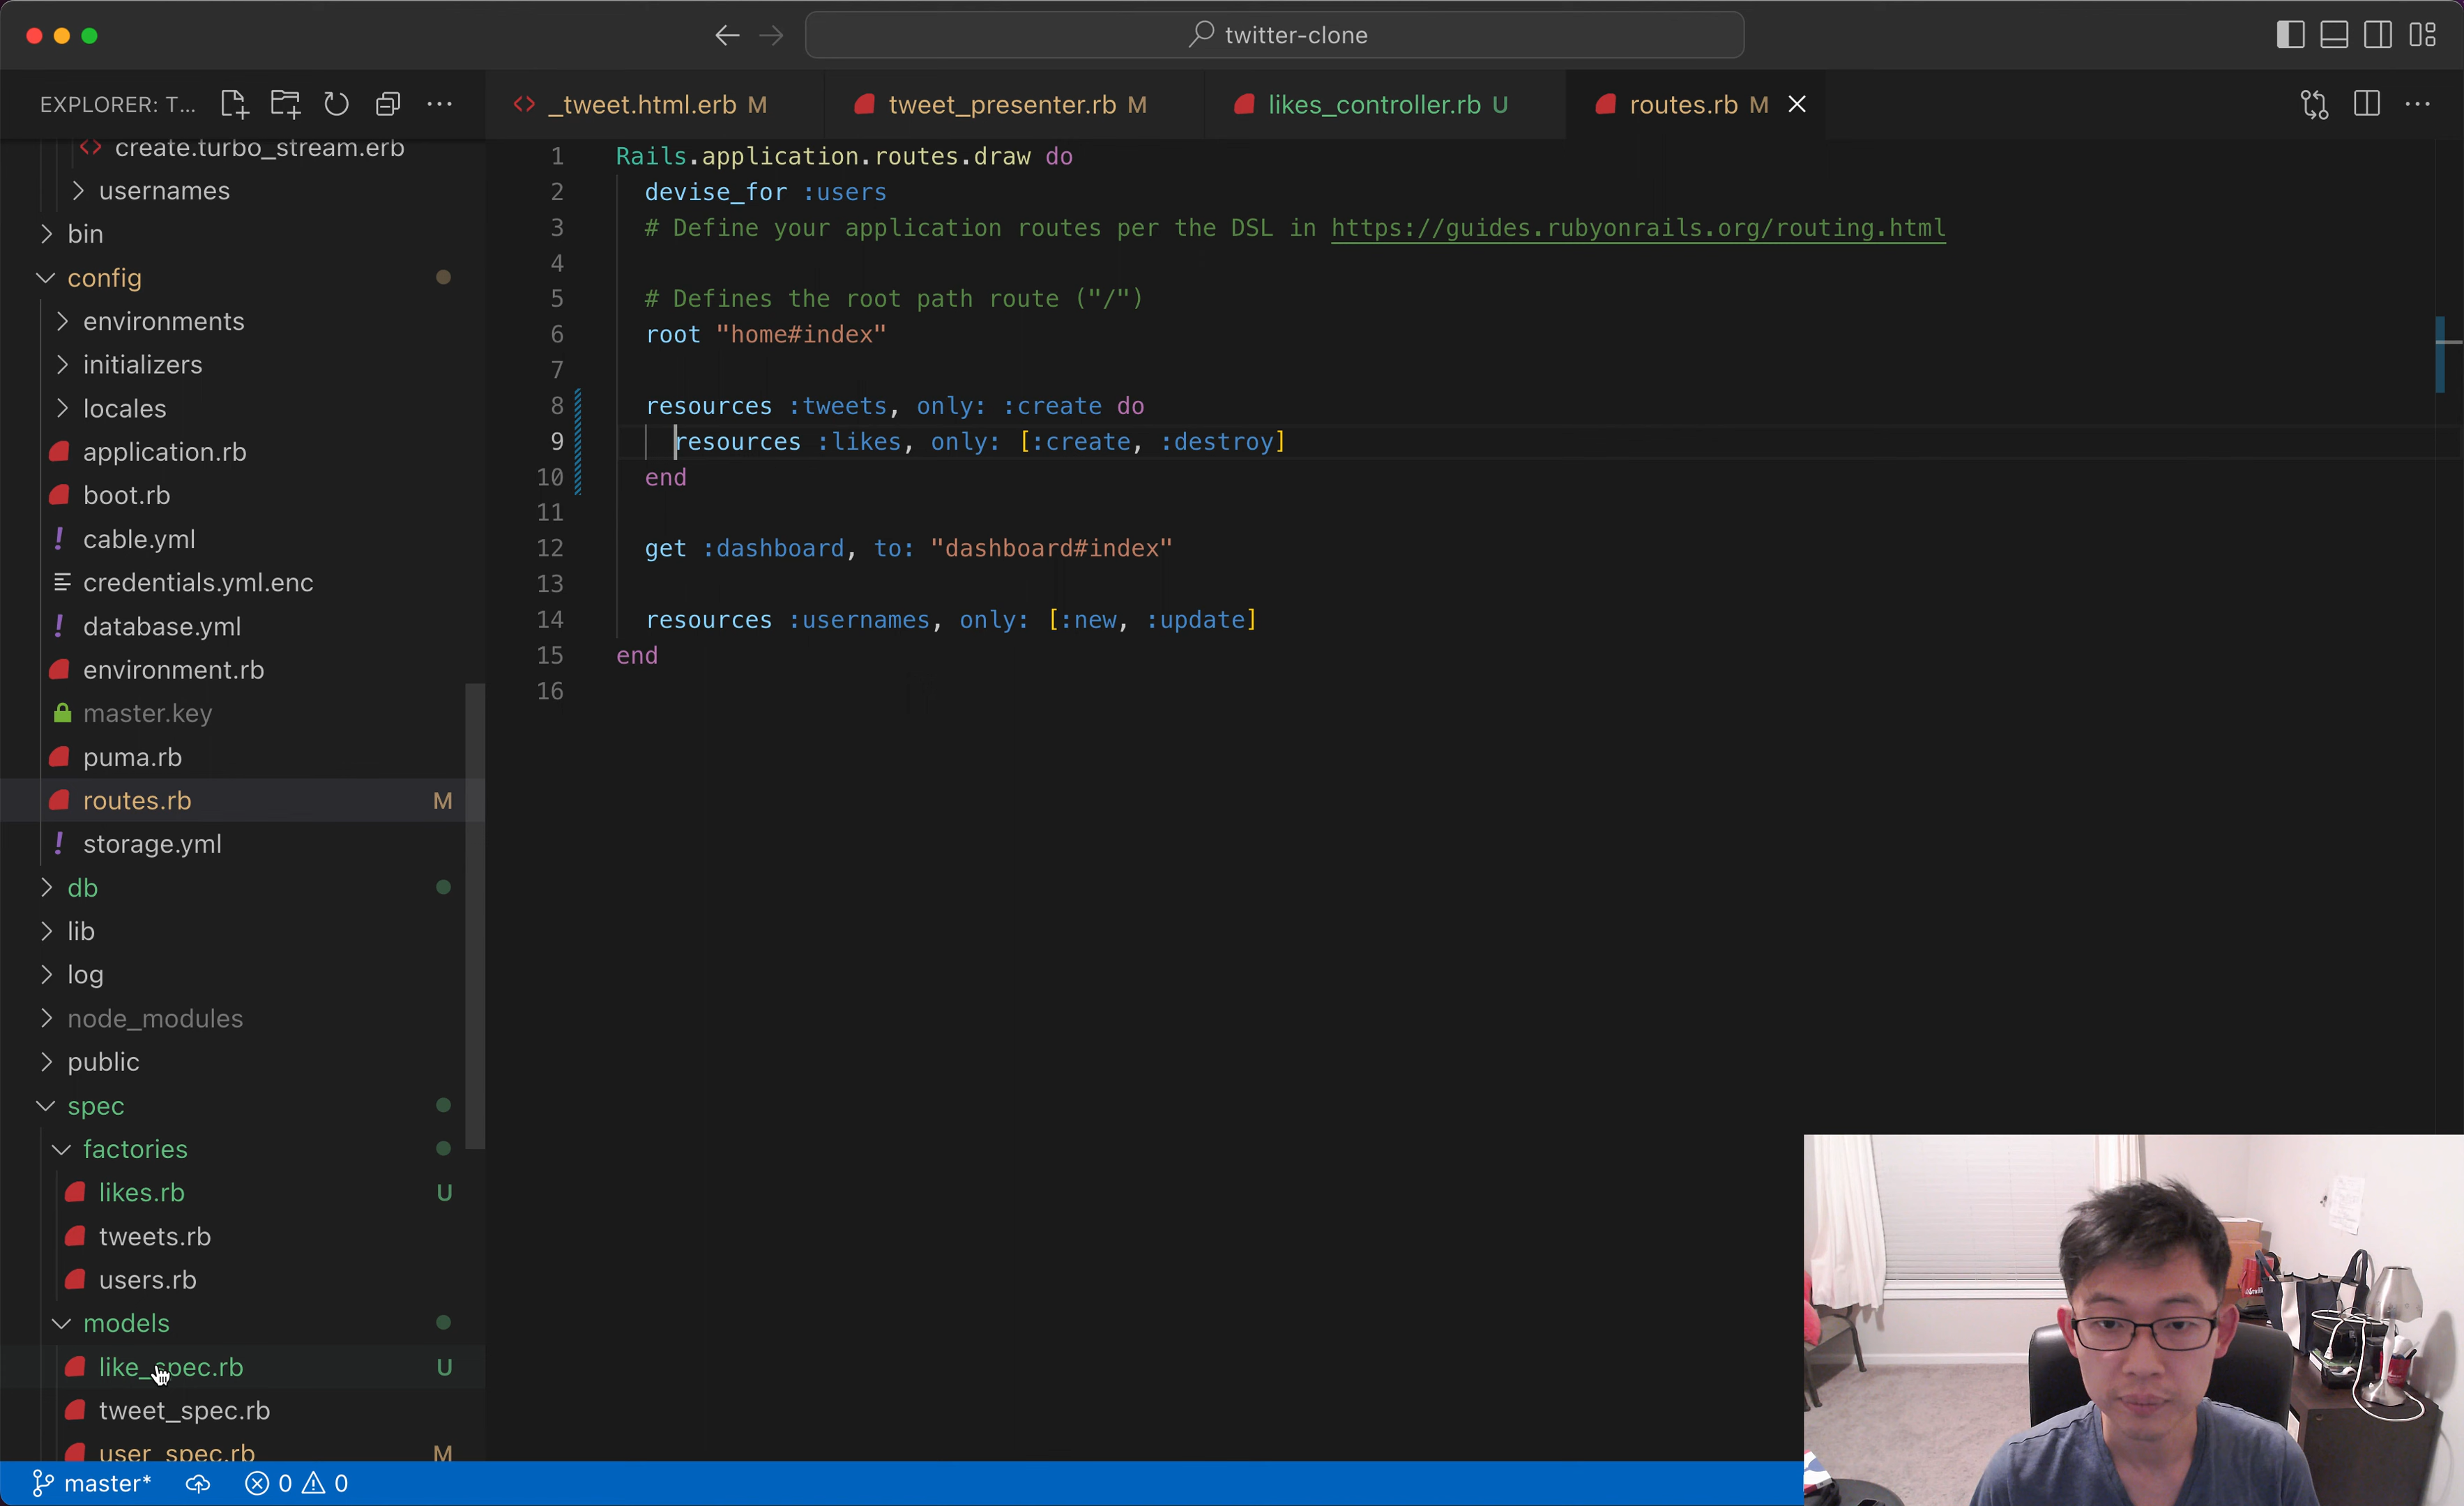 twitter-clone
EXPLORER: T...
_tweet.html.erb M
tweet_presenter.rb M
likes_controller.rb U
routes.rb M
create.turbo_stream.erb
usernames
bin
config
environments
initializers
locales
application.rb
boot.rb
! cable.yml
credentials.yml.enc
! database.yml
environment.rb
master.key
puma.rb
routes.rb M
! storage.yml
db
lib
log
node_modules
public
spec
factories
likes.rb U
tweets.rb
users.rb
models
like_spec.rb U
tweet_spec.rb
user_spec.rb M
1 Rails.application.routes.draw do
2 devise_for :users
3 # Define your application routes per the DSL in https://guides.rubyonrails.org/routing.html
4
5 # Defines the root path route ("/")
6 root "home#index"
7
8 resources :tweets, only: :create do
9 resources :likes, only: [:create, :destroy]
10 end
11
12 get :dashboard, to: "dashboard#index"
13
14 resources :usernames, only: [:new, :update]
15 end
16
master* 0 0